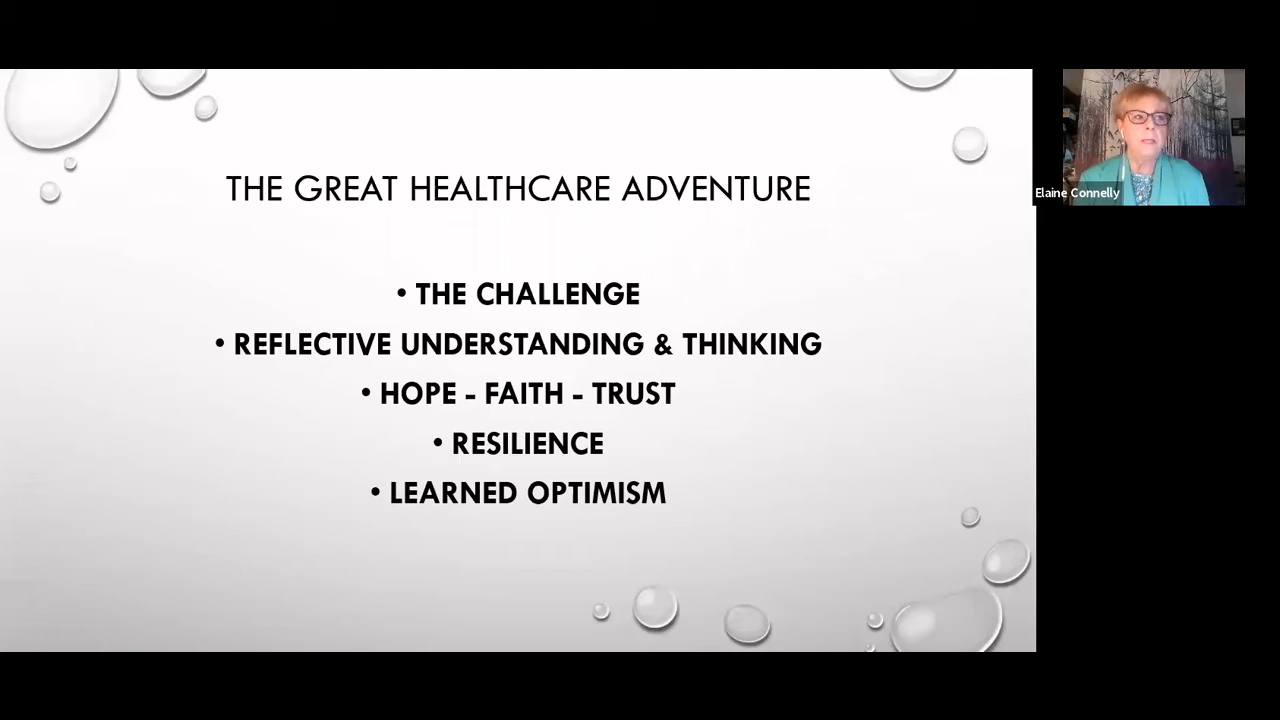 THE GREAT HEALTHCARE ADVENTURE
• THE CHALLENGE
• REFLECTIVE UNDERSTANDING & THINKING
• HOPE - FAITH - TRUST
• RESILIENCE
• LEARNED OPTIMISM
Elaine Connelly